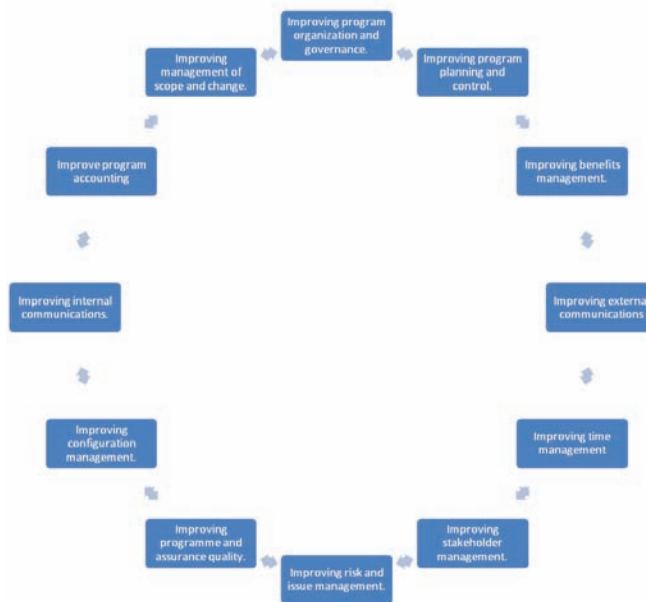 Improving program
organization and
governance.
Improving program
planning and
control.
Improving benefits
management.
Improving external
communications
Improving time
management
Improving
stakeholder
management.
Improving risk and
issue management.
Improving
programme and
assurance quality.
Improving
configuration
management.
Improving internal
communications.
Improve program
accounting
Improving
management of
scope and change.